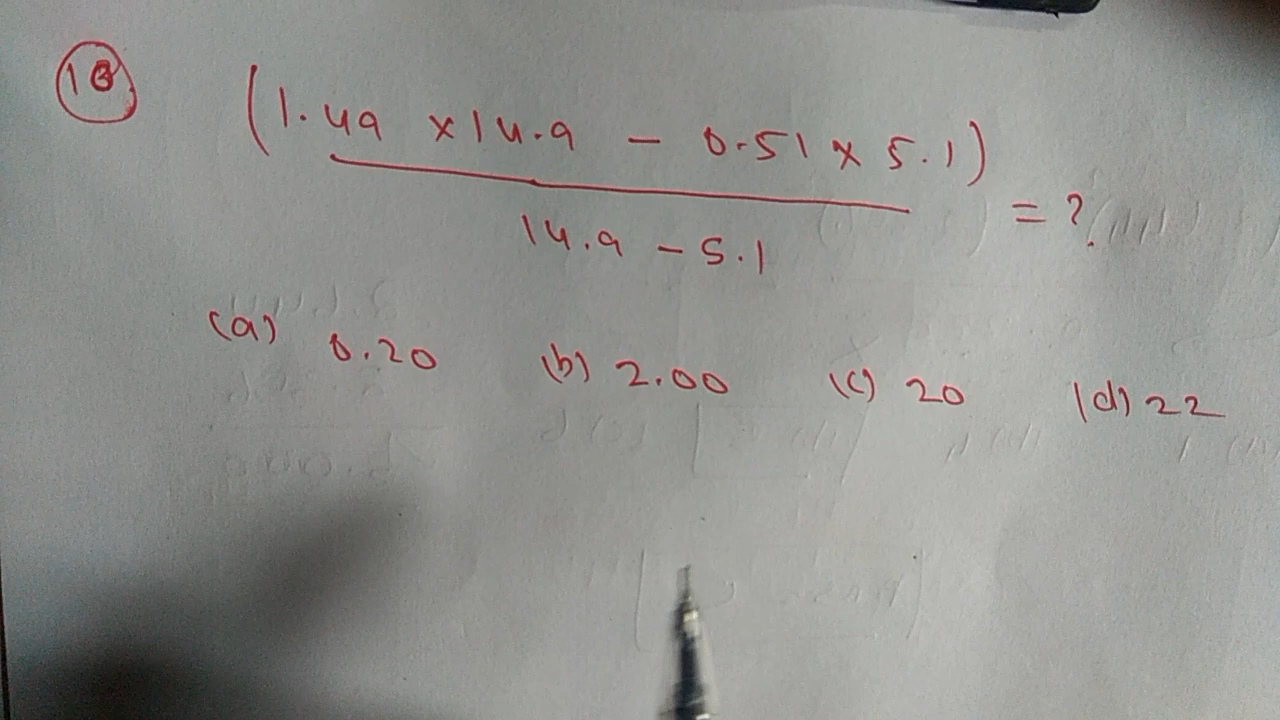 18
(1.49 x 14.9 - 0.51 x 5.1)
14.9 - 5.1
= ?
(a) 0.20 (b) 2.00 (c) 20 (d) 22